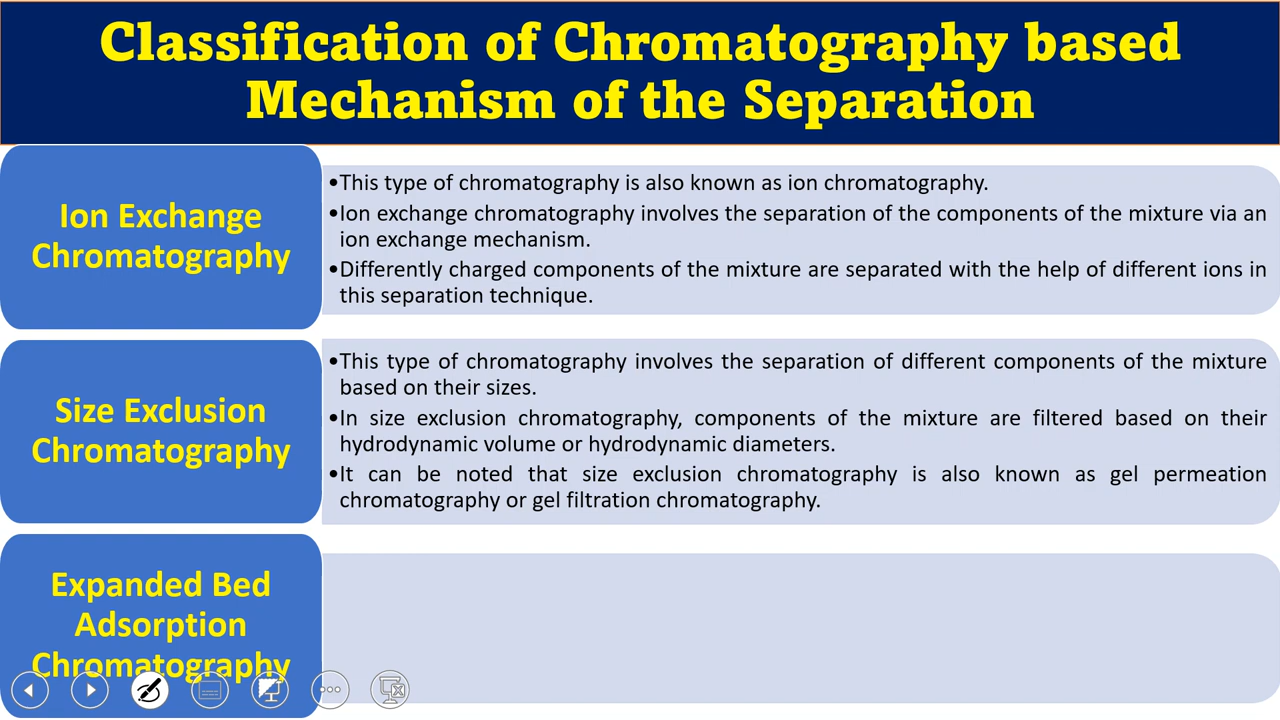 Classification of Chromatography based
Mechanism of the Separation
Ion Exchange
Chromatography
•This type of chromatography is also known as ion chromatography.
•Ion exchange chromatography involves the separation of the components of the mixture via an
ion exchange mechanism.
•Differently charged components of the mixture are separated with the help of different ions in
this separation technique.
Size Exclusion
Chromatography
•This type of chromatography involves the separation of different components of the mixture
based on their sizes.
•In size exclusion chromatography, components of the mixture are filtered based on their
hydrodynamic volume or hydrodynamic diameters.
•It can be noted that size exclusion chromatography is also known as gel permeation
chromatography or gel filtration chromatography.
Expanded Bed
Adsorption
Chromatography